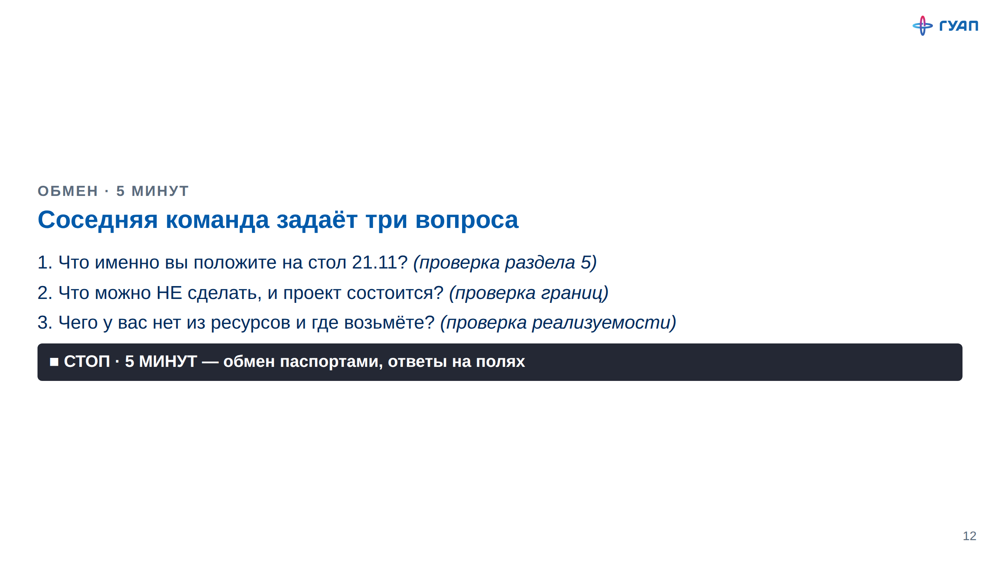 ГУАП
ОБМЕН · 5 МИНУТ
Соседняя команда задаёт три вопроса
1. Что именно вы положите на стол 21.11? (проверка раздела 5)
2. Что можно НЕ сделать, и проект состоится? (проверка границ)
3. Чего у вас нет из ресурсов и где возьмёте? (проверка реализуемости)
■ СТОП · 5 МИНУТ — обмен паспортами, ответы на полях
12